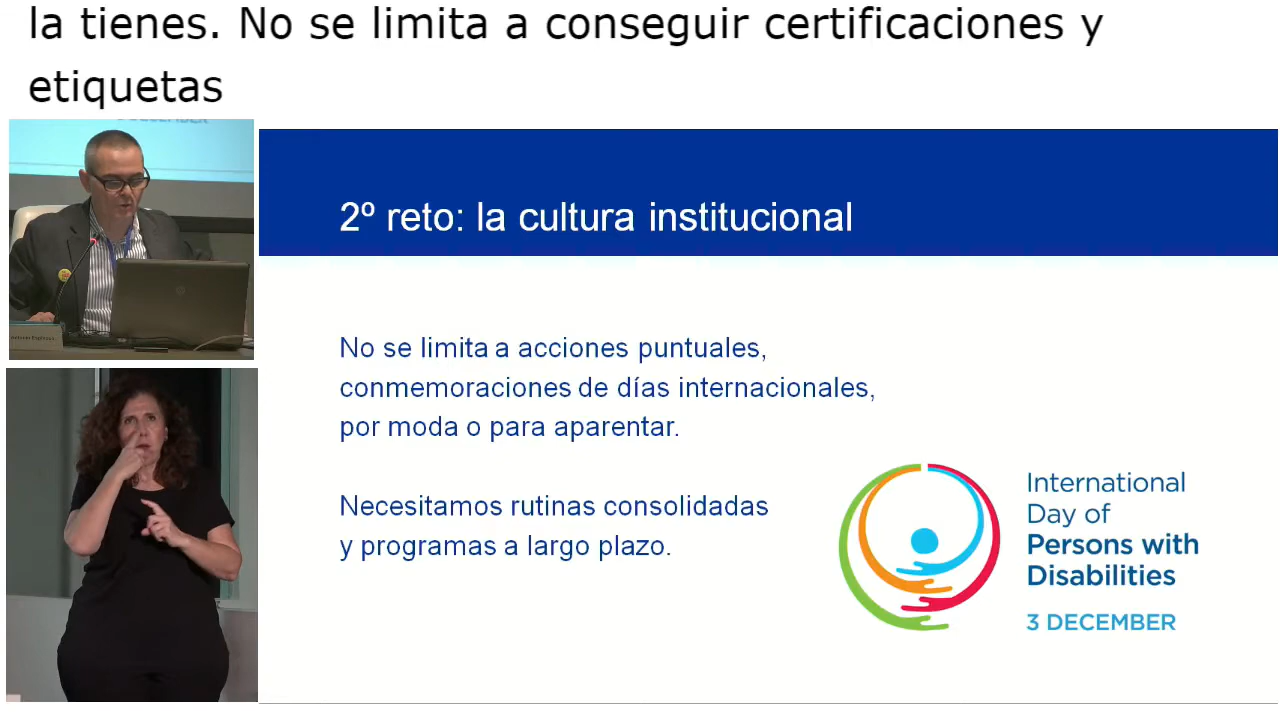 la tienes. No se limita a conseguir certificaciones y
etiquetas
2º reto: la cultura institucional
No se limita a acciones puntuales,
conmemoraciones de días internacionales,
por moda o para aparentar.
Necesitamos rutinas consolidadas
y programas a largo plazo.
International
Day of
Persons with
Disabilities
3 DECEMBER